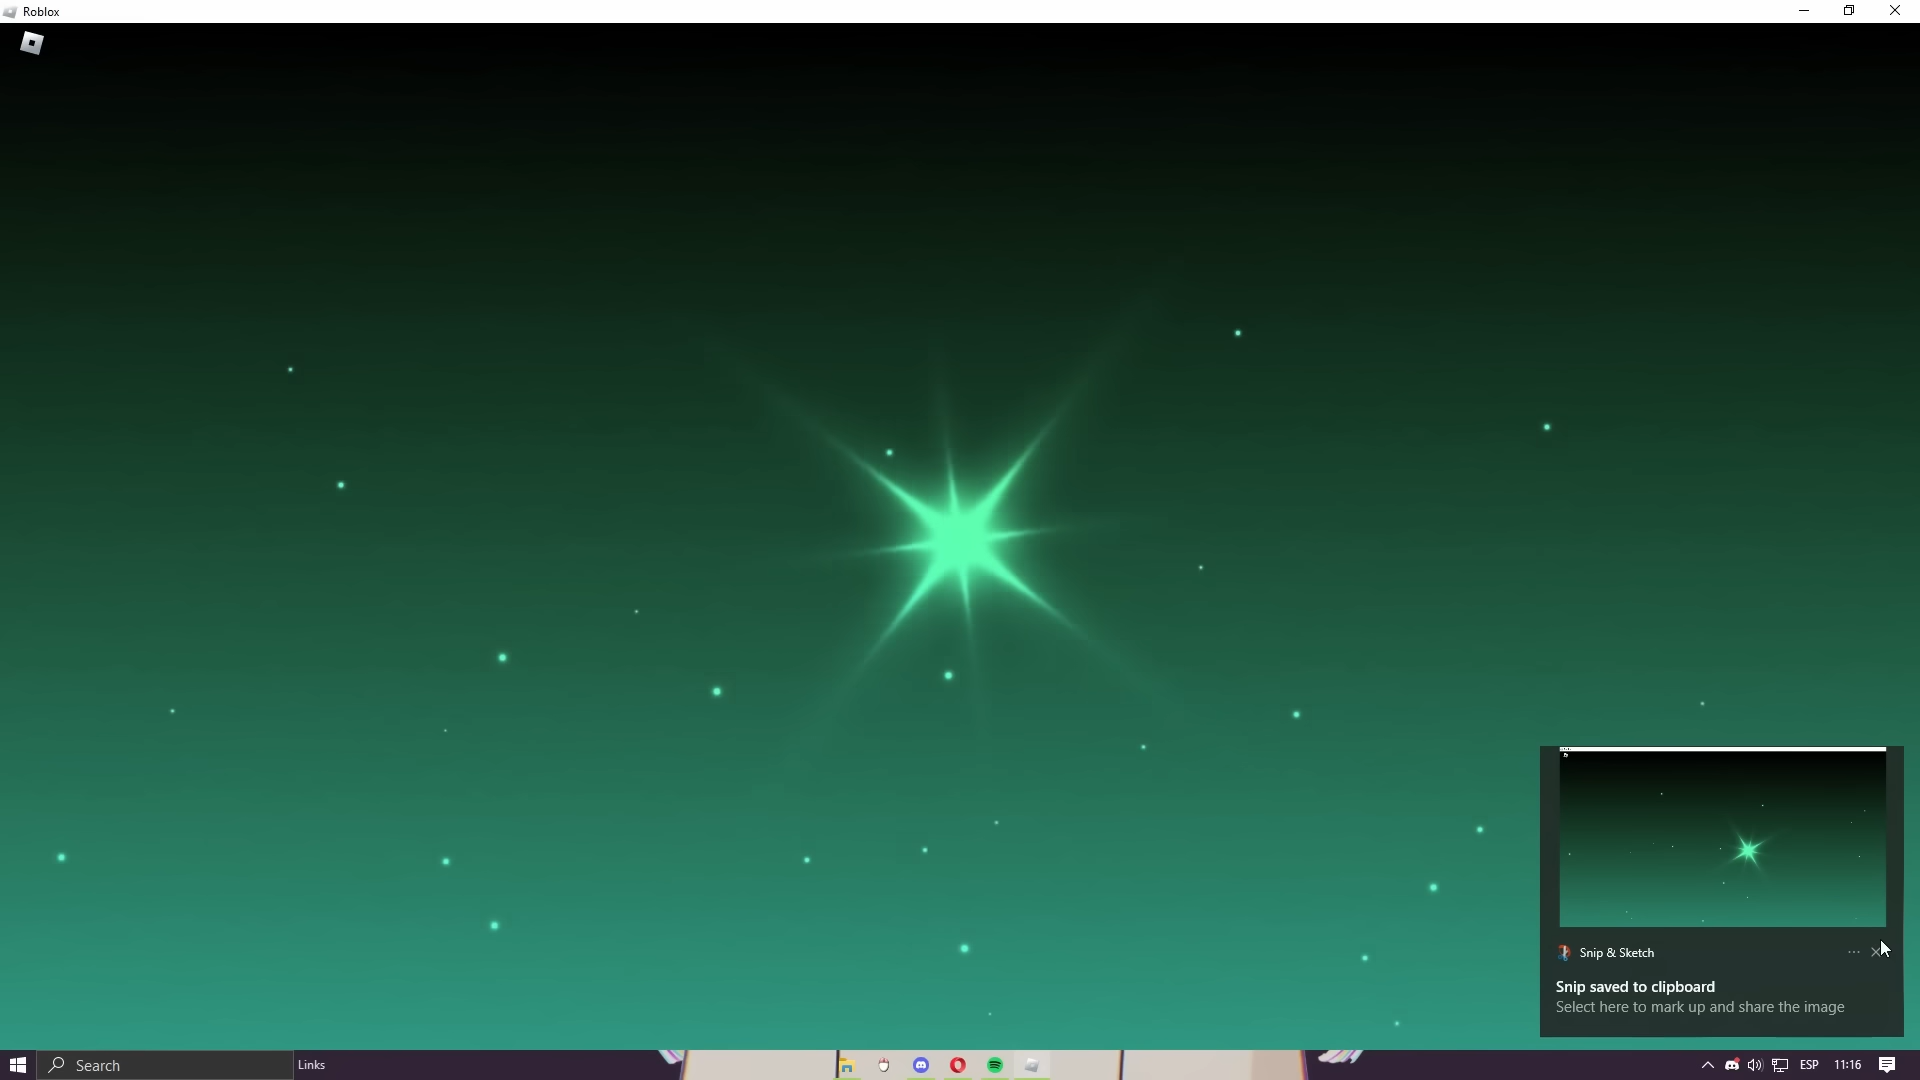 Roblox
Snip & Sketch
Snip saved to clipboard
Select here to mark up and share the image
Search
Links
ESP
11:16